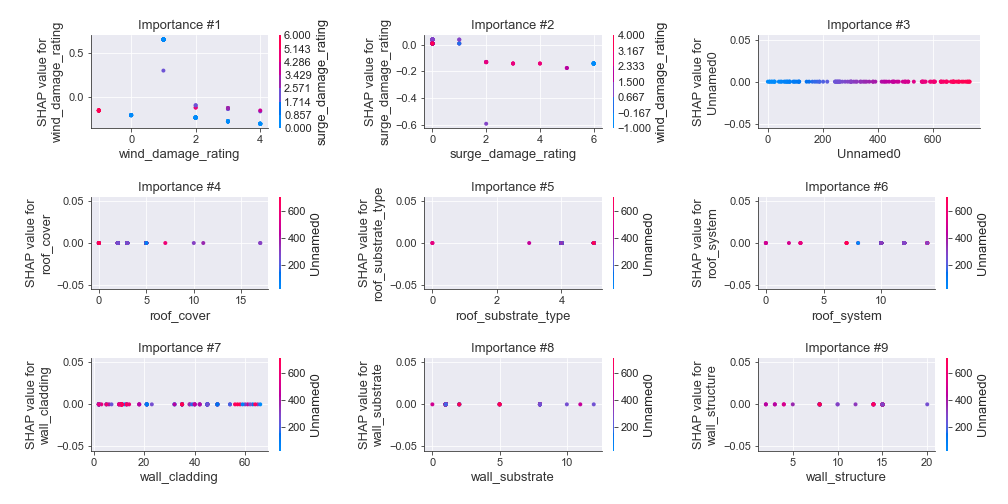 Importance #1
SHAP value for
wind_damage_rating
0.5
0.0
0
2
4
wind_damage_rating
6.000
5.143
4.286
3.429
2.571
1.714
0.857
0.000
surge_damage_rating
Importance #2
SHAP value for
surge_damage_rating
0.0
−0.2
−0.4
−0.6
0
2
4
6
surge_damage_rating
4.000
3.167
2.333
1.500
0.667
−0.167
−1.000
wind_damage_rating
Importance #3
SHAP value for
Unnamed0
0.05
0.00
−0.05
0
200
400
600
Unnamed0
Importance #4
SHAP value for
roof_cover
0.05
0.00
−0.05
0
5
10
15
roof_cover
600
400
200
Unnamed0
Importance #5
SHAP value for
roof_substrate_type
0.05
0.00
−0.05
0
2
4
roof_substrate_type
600
400
200
Unnamed0
Importance #6
SHAP value for
roof_system
0.05
0.00
−0.05
0
5
10
roof_system
600
400
200
Unnamed0
Importance #7
SHAP value for
wall_cladding
0.05
0.00
−0.05
0
20
40
60
wall_cladding
600
400
200
Unnamed0
Importance #8
SHAP value for
wall_substrate
0.05
0.00
−0.05
0
5
10
wall_substrate
600
400
200
Unnamed0
Importance #9
SHAP value for
wall_structure
0.05
0.00
−0.05
5
10
15
20
wall_structure
600
400
200
Unnamed0